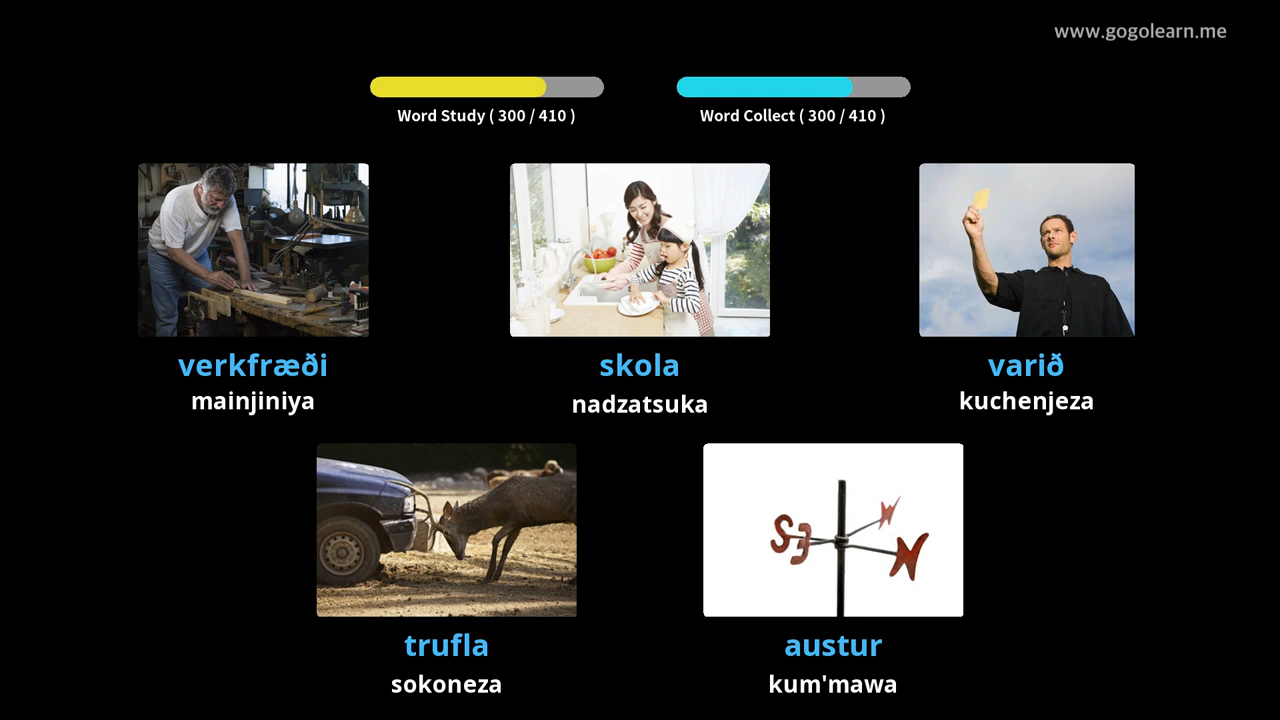 www.gogolearn.me
Word Study ( 300 / 410 )
Word Collect ( 300 / 410 )
verkfræði
mainjiniya
skola
nadzatsuka
varið
kuchenjeza
trufla
sokoneza
austur
kum'mawa